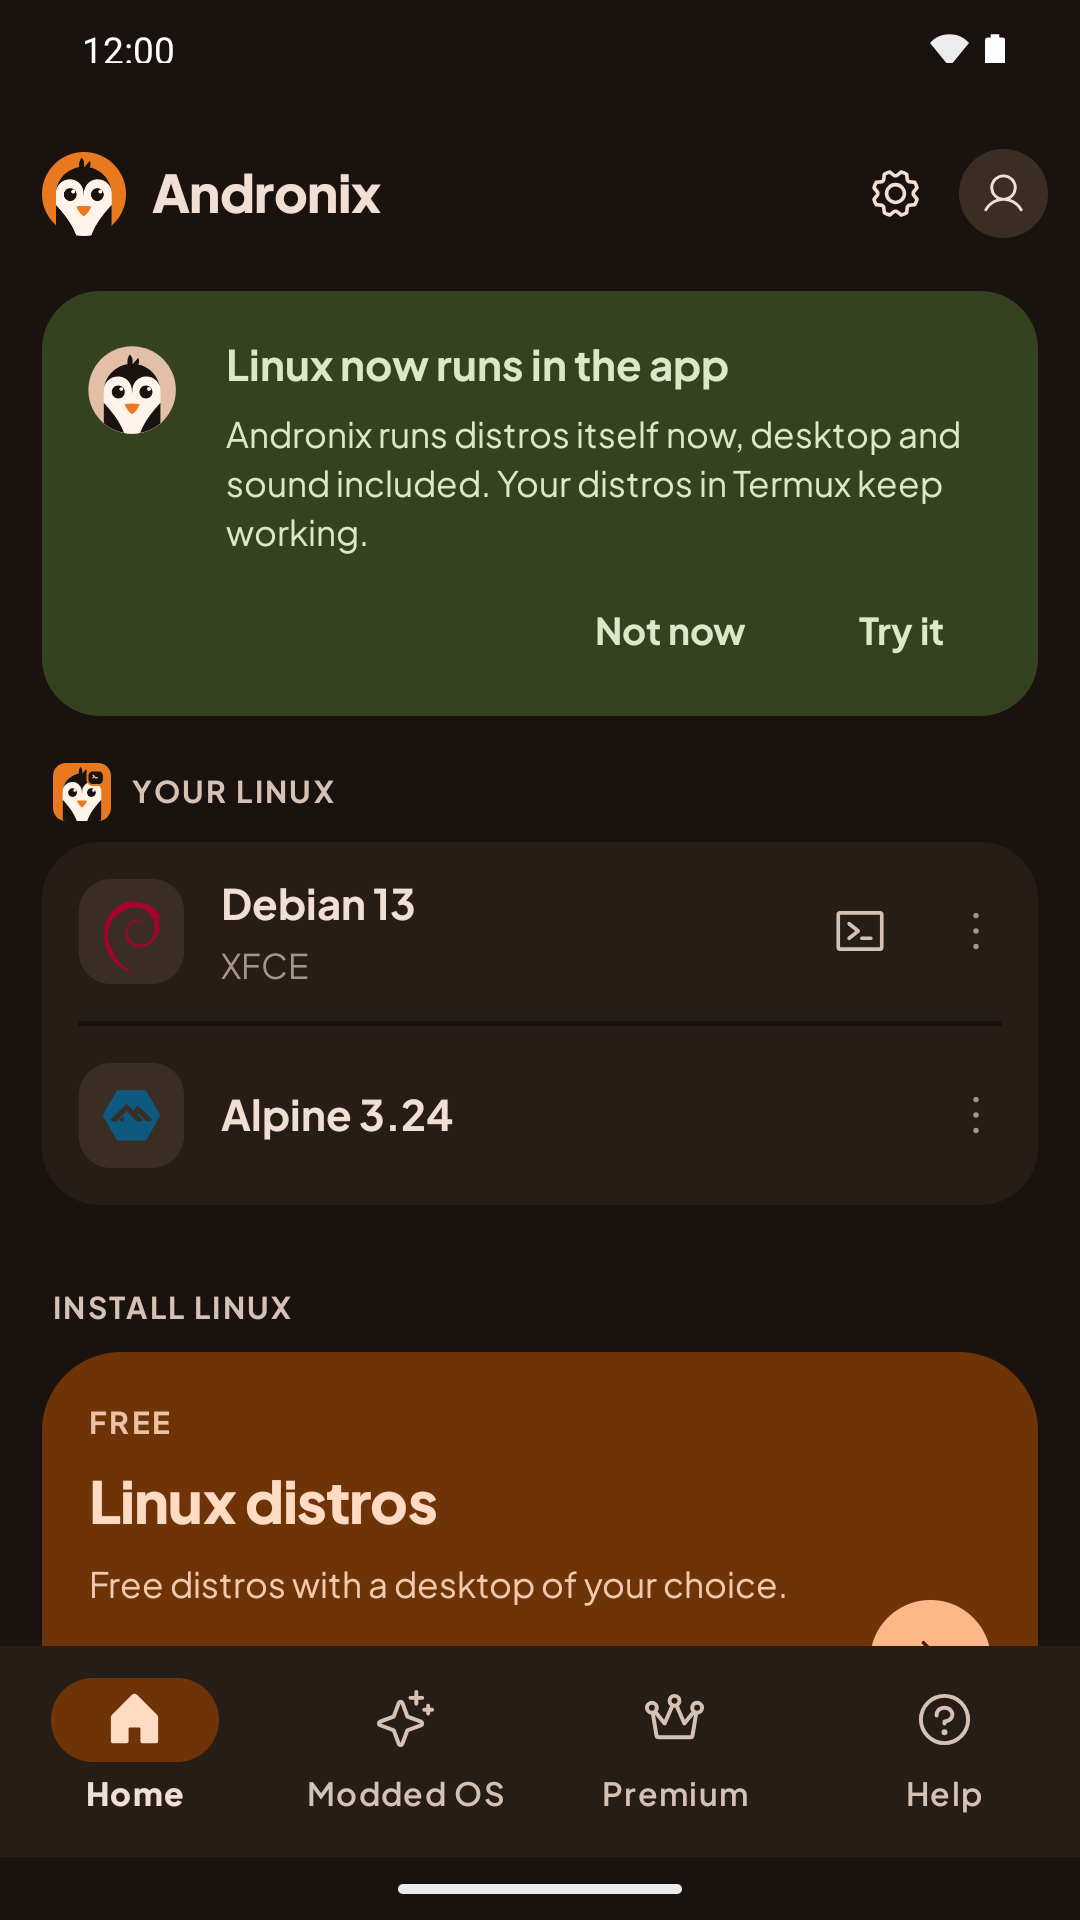 12:00
Andronix
Linux now runs in the app
Andronix runs distros itself now, desktop and
sound included. Your distros in Termux keep
working.
Not now
Try it
YOUR LINUX
Debian 13
XFCE
Alpine 3.24
INSTALL LINUX
FREE
Linux distros
Free distros with a desktop of your choice.
Home
Modded OS
Premium
Help